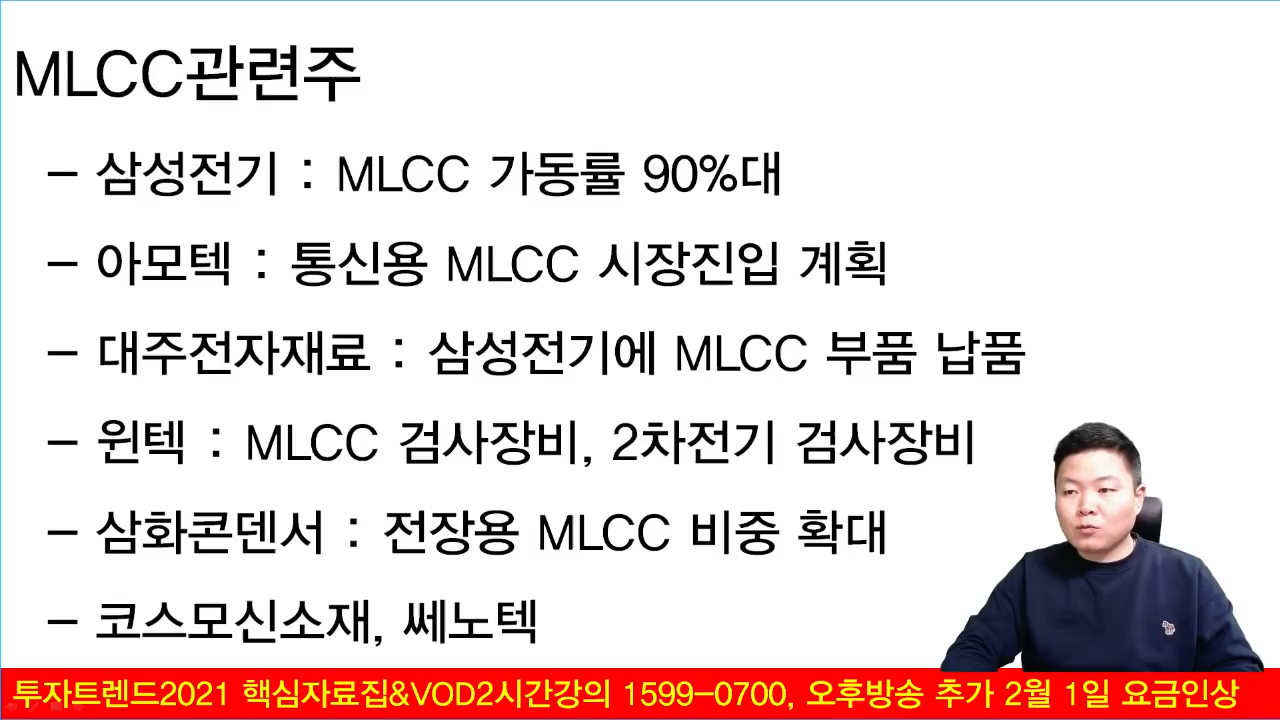 MLCC관련주
- 삼성전기 : MLCC 가동률 90%대
- 아모텍 : 통신용 MLCC 시장진입 계획
- 대주전자재료 : 삼성전기에 MLCC 부품 납품
- 윈텍 : MLCC 검사장비, 2차전기 검사장비
- 삼화콘덴서 : 전장용 MLCC 비중 확대
- 코스모신소재, 쎄노텍
투자트렌드2021 핵심자료집&VOD2시간강의 1599-0700, 오후방송 추가 2월 1일 요금인상